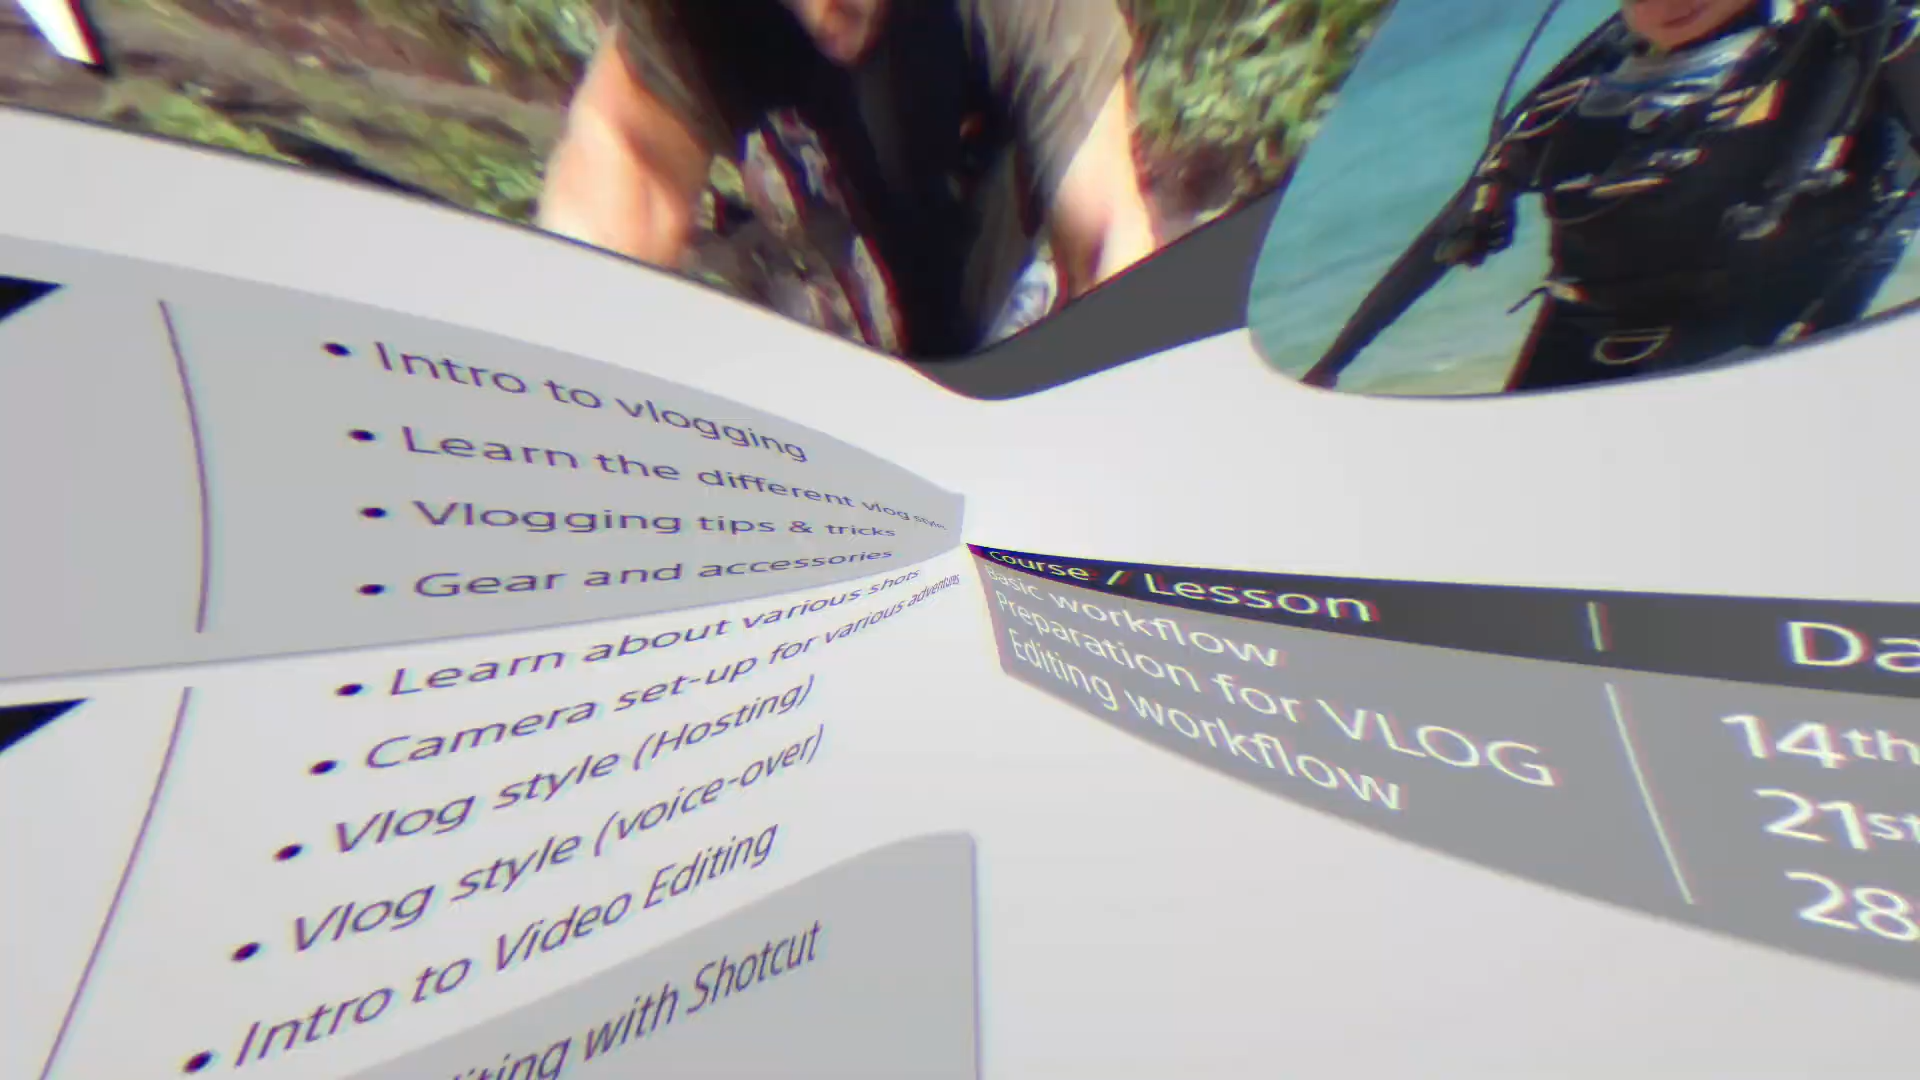 • Intro to vlogging
• Learn the different vlog styles
• Vlogging tips & tricks
• Gear and accessories
• Learn about various shots
• Camera set-up for various adventures
• Vlog style (Hosting)
• Vlog style (voice-over)
• Intro to Video Editing
with Shotcut
Course / Lesson
Basic workflow
Preparation for VLOG
Editing workflow
14th
21st